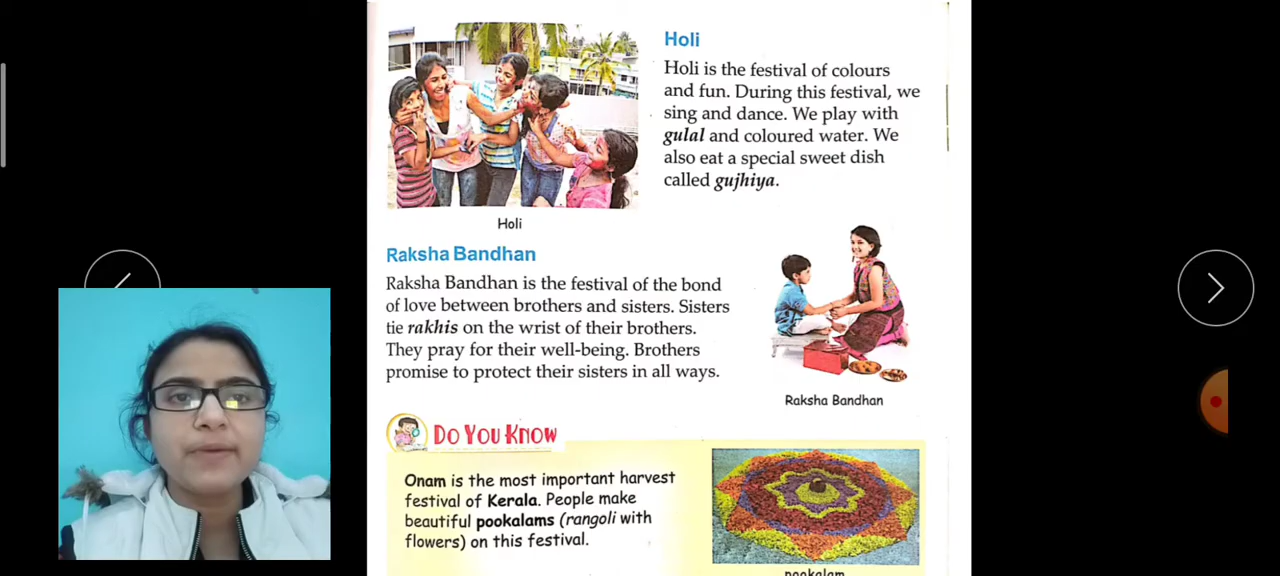 Holi
Holi is the festival of colours
and fun. During this festival, we
sing and dance. We play with
gulal and coloured water. We
also eat a special sweet dish
called gujhiya.
Holi
Raksha Bandhan
Raksha Bandhan is the festival of the bond
of love between brothers and sisters. Sisters
tie rakhis on the wrist of their brothers.
They pray for their well-being. Brothers
promise to protect their sisters in all ways.
Raksha Bandhan
Do You Know
Onam is the most important harvest
festival of Kerala. People make
beautiful pookalams (rangoli with
flowers) on this festival.
pookalam